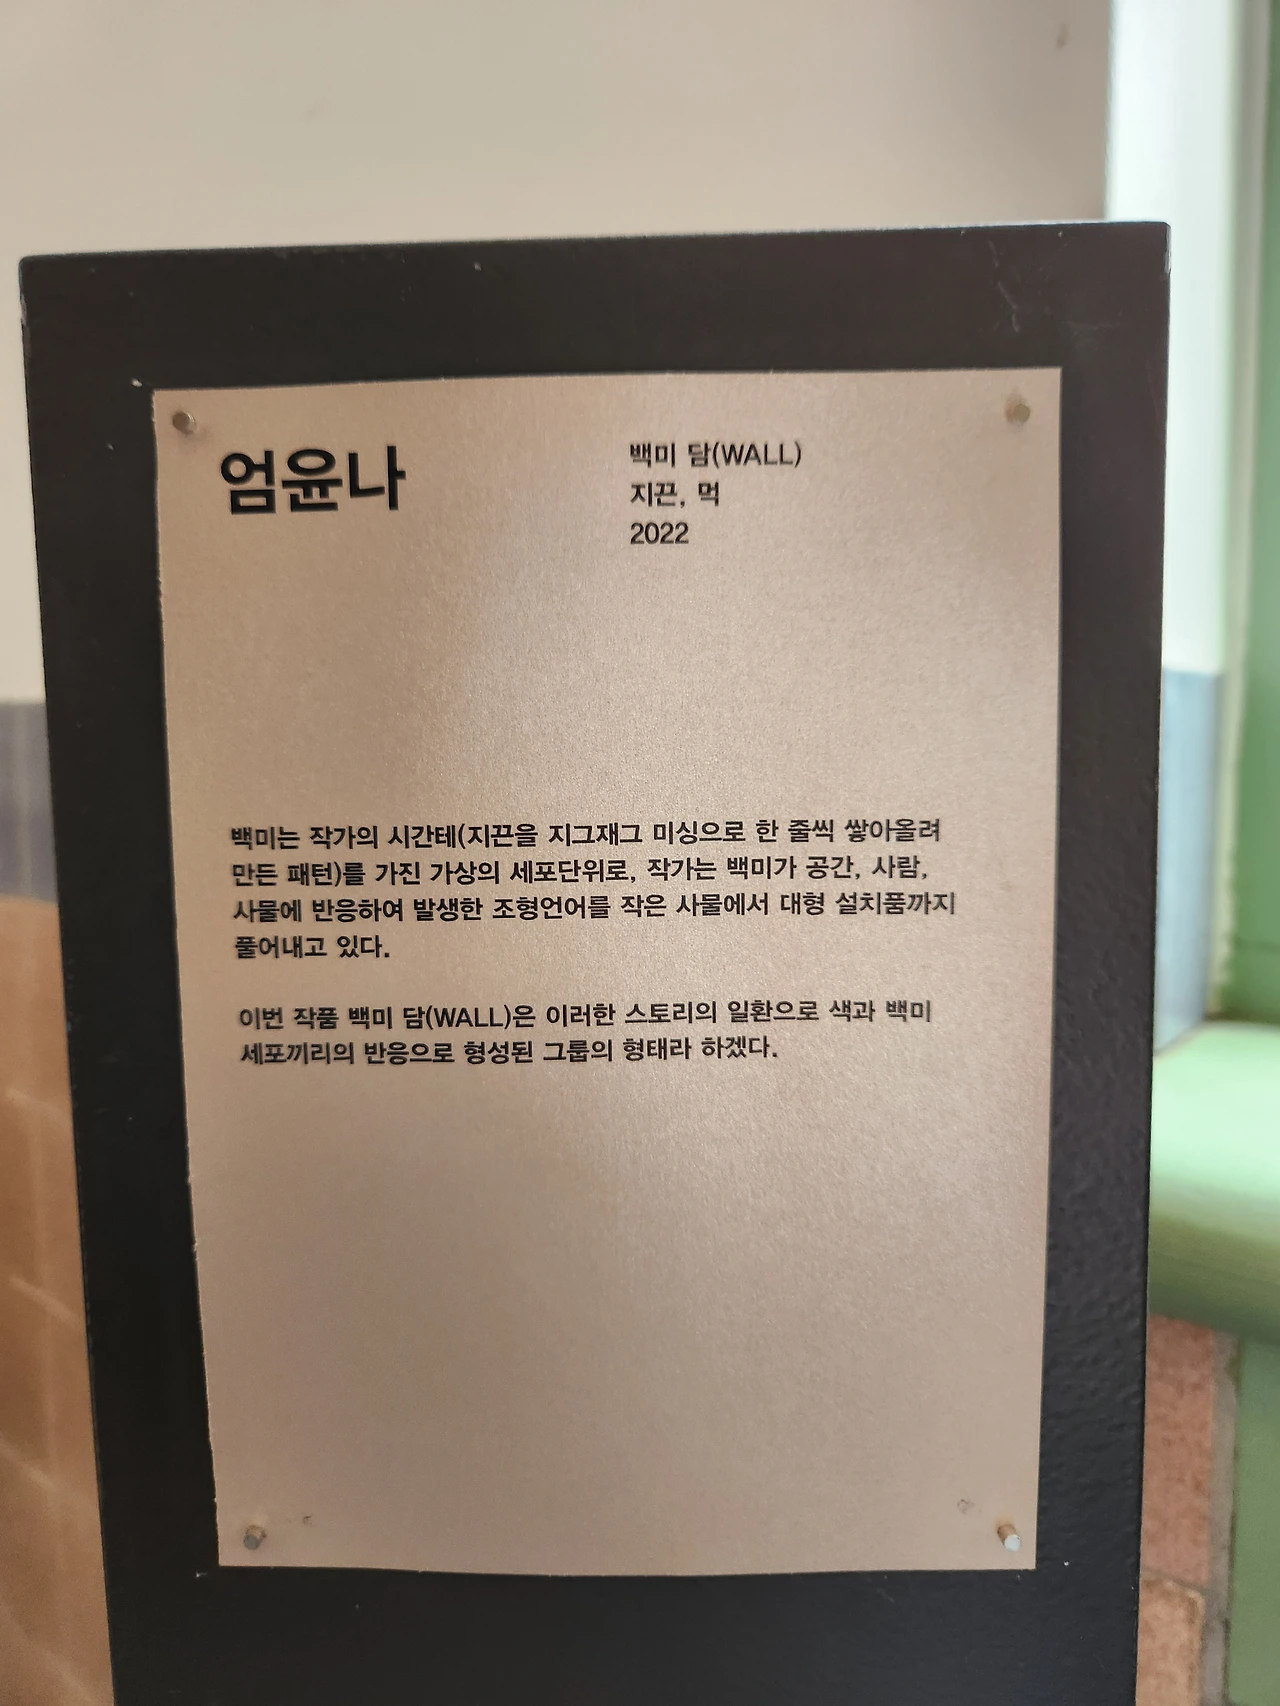 엄윤나
백미 담(WALL)
지끈, 먹
2022
백미는 작가의 시간테(지끈을 지그재그 미싱으로 한 줄씩 쌓아올려
만든 패턴)를 가진 가상의 세포단위로, 작가는 백미가 공간, 사람,
사물에 반응하여 발생한 조형언어를 작은 사물에서 대형 설치품까지
풀어내고 있다.
이번 작품 백미 담(WALL)은 이러한 스토리의 일환으로 색과 백미
세포끼리의 반응으로 형성된 그룹의 형태라 하겠다.